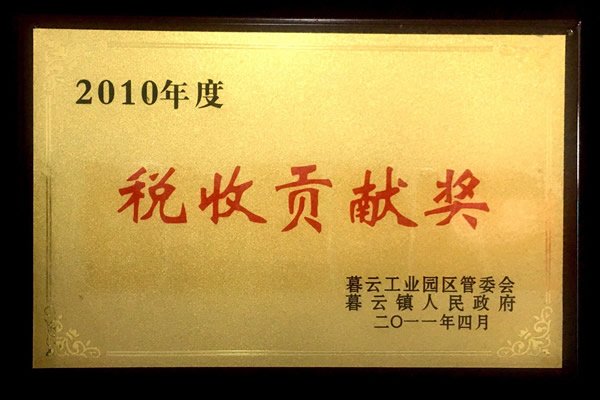 2010年度
税收贡献奖
暮云工业园区管委会
暮云镇人民政府
二〇一一年四月